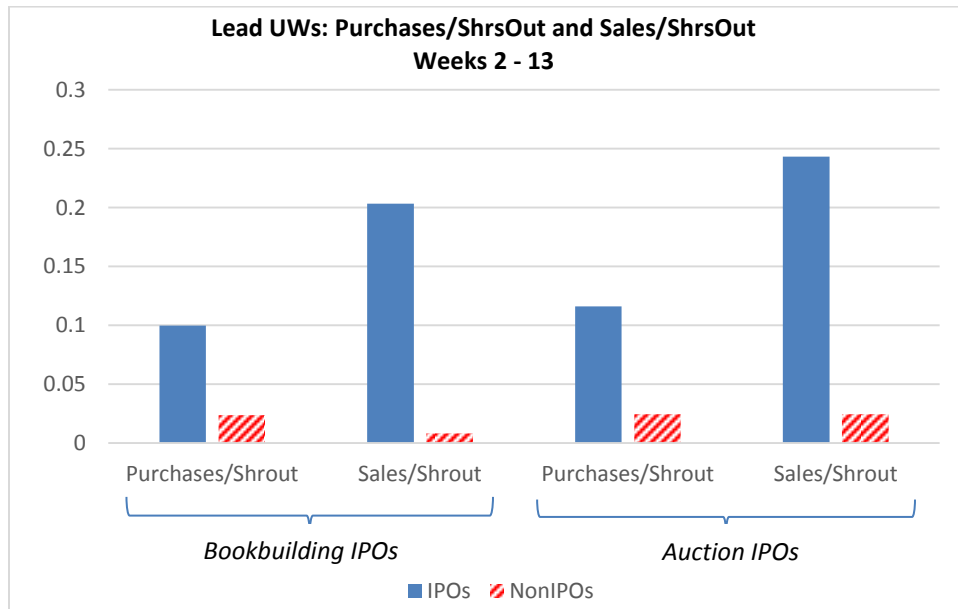 Lead UWs: Purchases/ShrsOut and Sales/ShrsOut
Weeks 2 - 13
0.3
0.25
0.2
0.15
0.1
0.05
0
Purchases/Shrout Sales/Shrout Purchases/Shrout Sales/Shrout
Bookbuilding IPOs Auction IPOs
IPOs NonIPOs